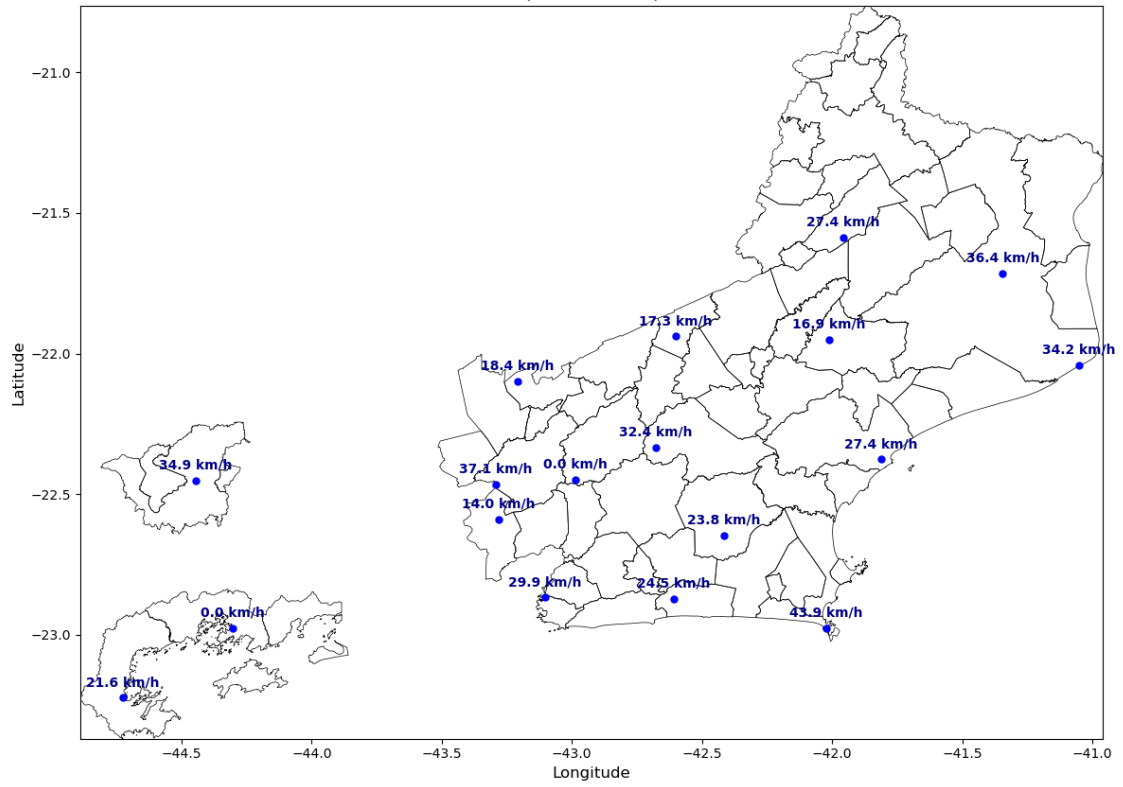 −21.0
−21.5
27.4 km/h
36.4 km/h
17.3 km/h
16.9 km/h
−22.0
34.2 km/h
18.4 km/h
32.4 km/h
27.4 km/h
34.9 km/h
37.1 km/h
0.0 km/h
−22.5
14.0 km/h
23.8 km/h
29.9 km/h
24.5 km/h
0.0 km/h
43.9 km/h
−23.0
21.6 km/h
Latitude
−44.5
−44.0
−43.5
−43.0
−42.5
−42.0
−41.5
−41.0
Longitude